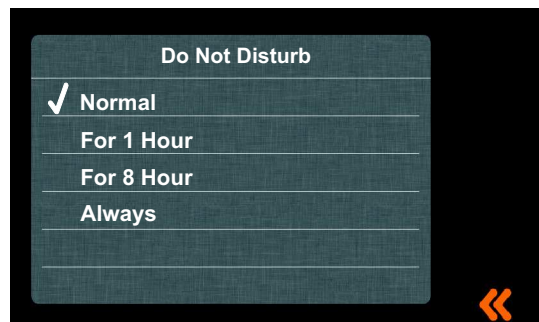 Do Not Disturb
Normal
For 1 Hour
For 8 Hour
Always